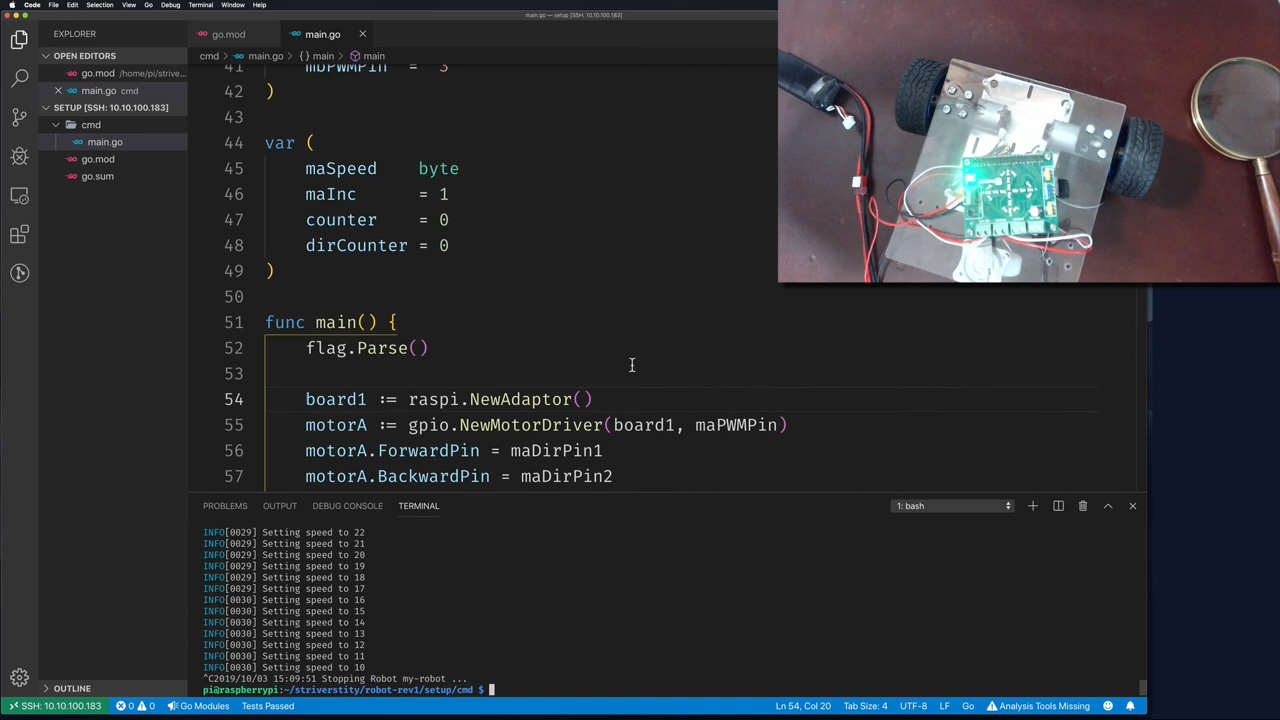 Code File Edit Selection View Go Debug Terminal Window Help
main.go — setup [SSH: 10.10.100.183]
EXPLORER
go.mod
main.go
OPEN EDITORS
cmd main.go {} main main
go.mod /home/pi/strive...
main.go cmd
SETUP [SSH: 10.10.100.183]
cmd
main.go
go.mod
go.sum
41 mbPWMPin = 3
42 )
43
44 var (
45 maSpeed byte
46 maInc = 1
47 counter = 0
48 dirCounter = 0
49 )
50
51 func main() {
52 flag.Parse()
53
54 board1 := raspi.NewAdaptor()
55 motorA := gpio.NewMotorDriver(board1, maPWMPin)
56 motorA.ForwardPin = maDirPin1
57 motorA.BackwardPin = maDirPin2
PROBLEMS OUTPUT DEBUG CONSOLE TERMINAL 1: bash
INFO[0029] Setting speed to 22
INFO[0029] Setting speed to 21
INFO[0029] Setting speed to 20
INFO[0029] Setting speed to 19
INFO[0029] Setting speed to 18
INFO[0029] Setting speed to 17
INFO[0030] Setting speed to 16
INFO[0030] Setting speed to 15
INFO[0030] Setting speed to 14
INFO[0030] Setting speed to 13
INFO[0030] Setting speed to 12
INFO[0030] Setting speed to 11
INFO[0030] Setting speed to 10
^C2019/10/03 15:09:51 Stopping Robot my-robot ...
pi@raspberrypi:~/striverstity/robot-rev1/setup/cmd $
OUTLINE
SSH: 10.10.100.183 0 0 Go Modules Tests Passed Ln 54, Col 20 Tab Size: 4 UTF-8 LF Go Analysis Tools Missing